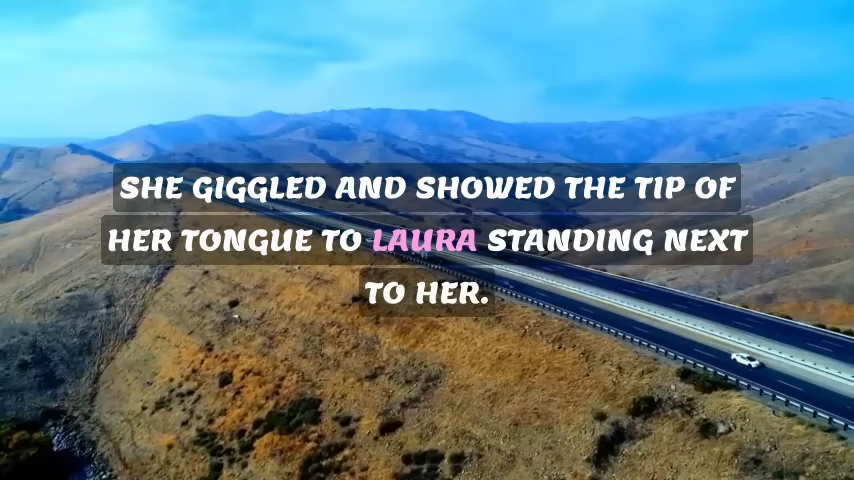 SHE GIGGLED AND SHOWED THE TIP OF
HER TONGUE TO LAURA STANDING NEXT
TO HER.